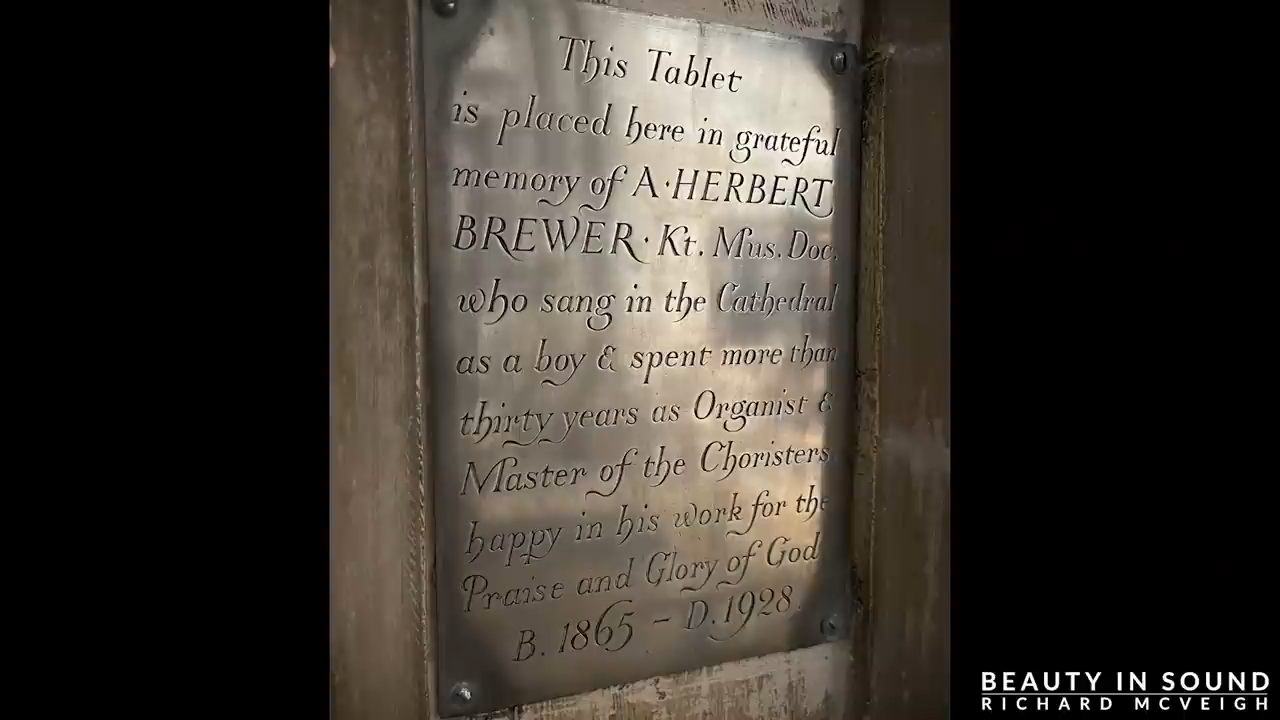 This Tablet
is placed here in grateful
memory of A·HERBERT
BREWER· Kt. Mus. Doc.
who sang in the Cathedral
as a boy & spent more than
thirty years as Organist &
Master of the Choristers
happy in his work for the
Praise and Glory of God
B. 1865 – D. 1928.
BEAUTY IN SOUND
RICHARD MCVEIGH